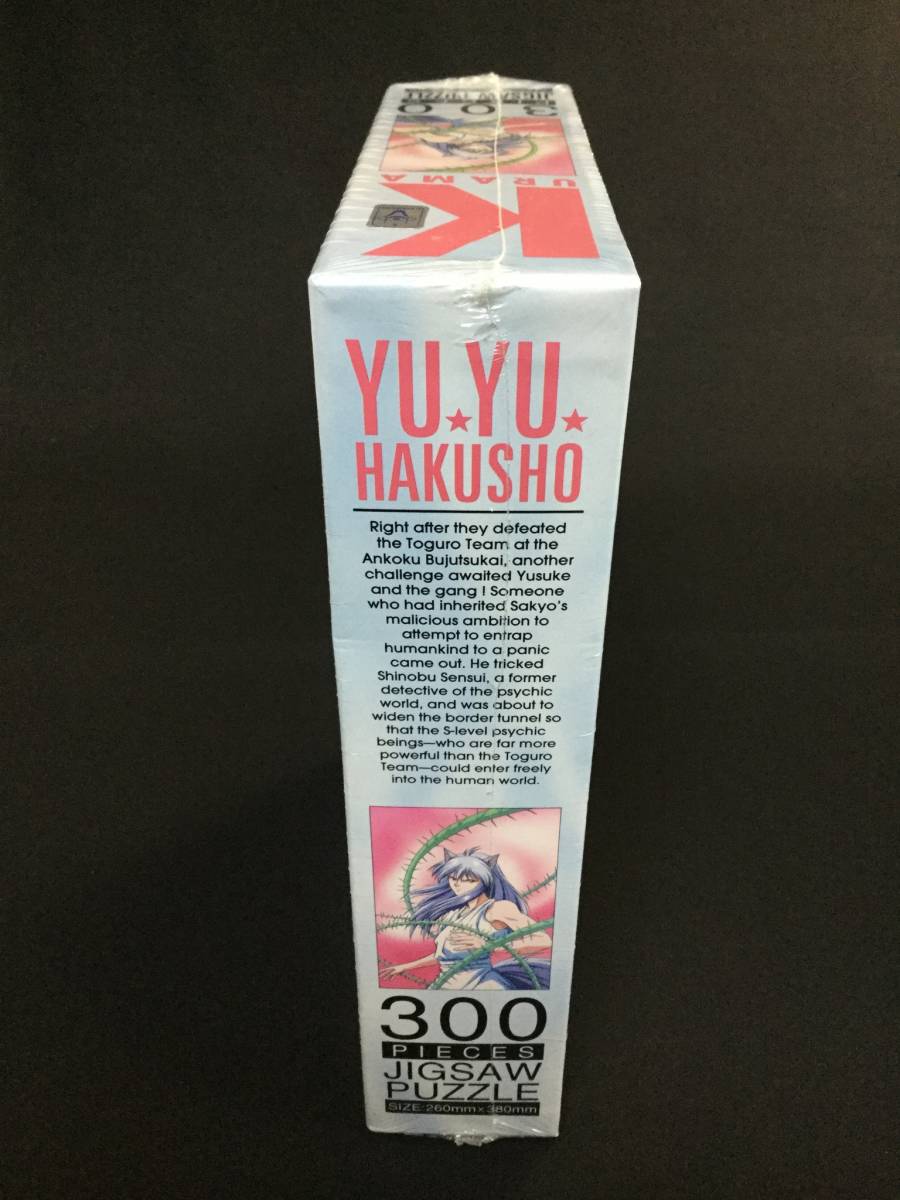 JIGSAW PUZZLE
300
URAMA
K
YU★YU★
HAKUSHO
Right after they defeated
the Toguro Team at the
Ankoku Bujutsukai, another
challenge awaited Yusuke
and the gang ! Someone
who had inherited Sakyo's
malicious ambition to
attempt to entrap
humankind to a panic
came out. He tricked
Shinobu Sensui, a former
detective of the psychic
world, and was about to
widen the border tunnel so
that the S-level psychic
beings—who are far more
powerful than the Toguro
Team—could enter freely
into the human world.
300
PIECES
JIGSAW
PUZZLE
SIZE:260mm×380mm